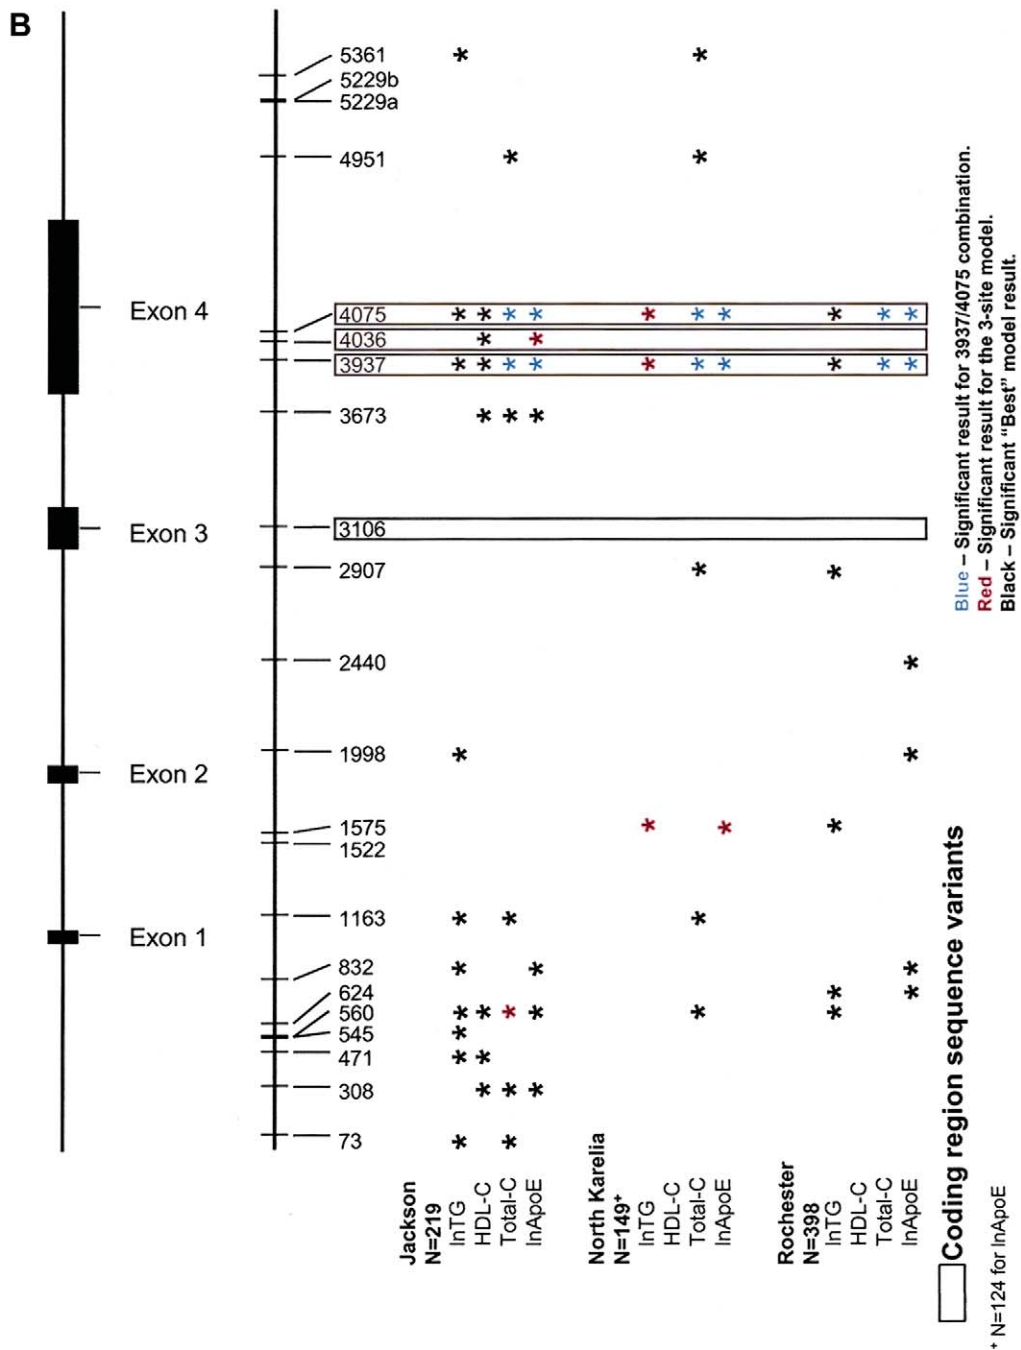 B
5361 * *
5229b
5229a
4951 * *
Exon 4
4075 * * * * * * * * * *
4036 * *
3937 * * * * * * * * * *
3673 * * *
Exon 3
3106
2907 * *
2440 *
1998 * *
Exon 2
1575 * * *
1522
1163 * * *
Exon 1
832 * * *
624 * *
560 * * * * * *
545 *
471 * *
308 * * *
73 * *
Jackson
N=219
lnTG
HDL-C
Total-C
lnApoE
North Karelia
N=149⁺
lnTG
HDL-C
Total-C
lnApoE
Rochester
N=398
lnTG
HDL-C
Total-C
lnApoE
Coding region sequence variants
Blue – Significant result for 3937/4075 combination.
Red – Significant result for the 3-site model.
Black – Significant “Best” model result.
⁺ N=124 for lnApoE